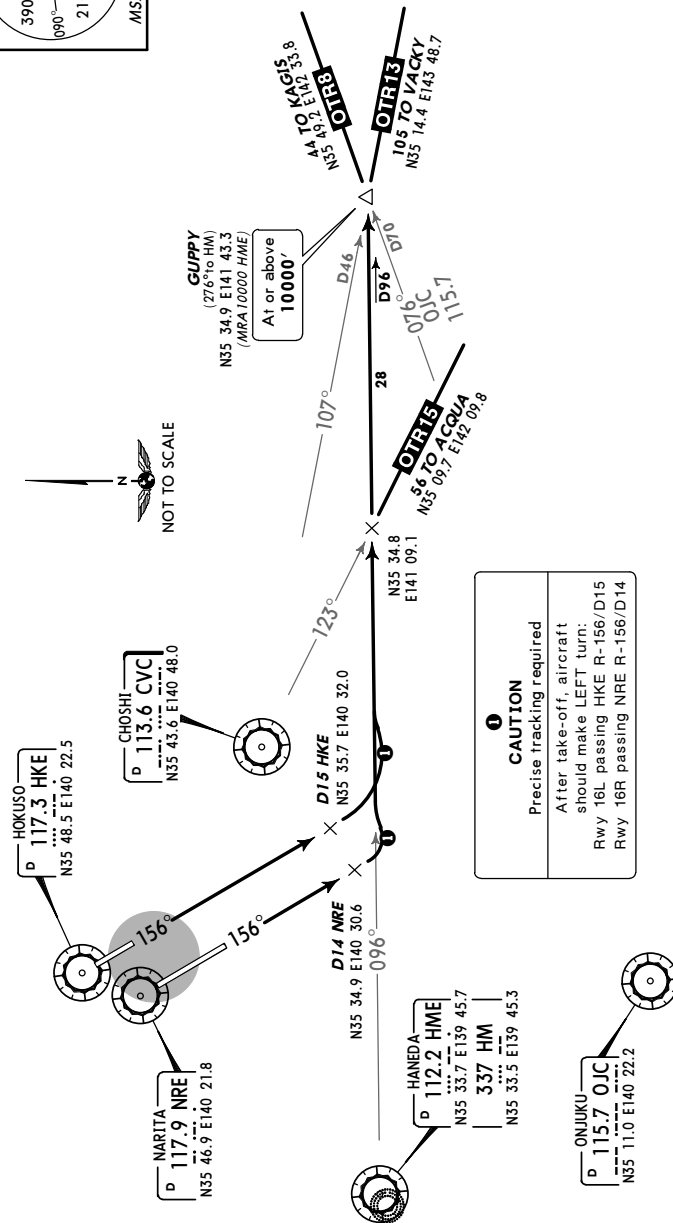 390
090°
21
MS
HOKUSO
D 117.3 HKE
N35 48.5 E140 22.5
CHOSHI
D 113.6 CVC
N35 43.6 E140 48.0
N
NOT TO SCALE
GUPPY
(276° to HM)
N35 34.9 E141 43.3
(MRA 10000 HME)
At or above
10000'
44 TO KAGIS
N35 49.2 E142 33.8
OTR8
OTR13
105 TO VACKY
N35 14.4 E143 48.7
NARITA
D 117.9 NRE
N35 46.9 E140 21.8
156°
156°
D15 HKE
N35 35.7 E140 32.0
D14 NRE
N35 34.9 E140 30.6
123°
107°
D46
D70
D96
28
076°
OJC
115.7
096°
1
1
N35 34.8
E141 09.1
OTR15
56 TO ACQUA
N35 09.7 E142 09.8
HANEDA
D 112.2 HME
N35 33.7 E139 45.7
337 HM
N35 33.5 E139 45.3
ONJUKU
D 115.7 OJC
N35 11.0 E140 22.2
1
CAUTION
Precise tracking required
After take-off, aircraft
should make LEFT turn:
Rwy 16L passing HKE R-156/D15
Rwy 16R passing NRE R-156/D14